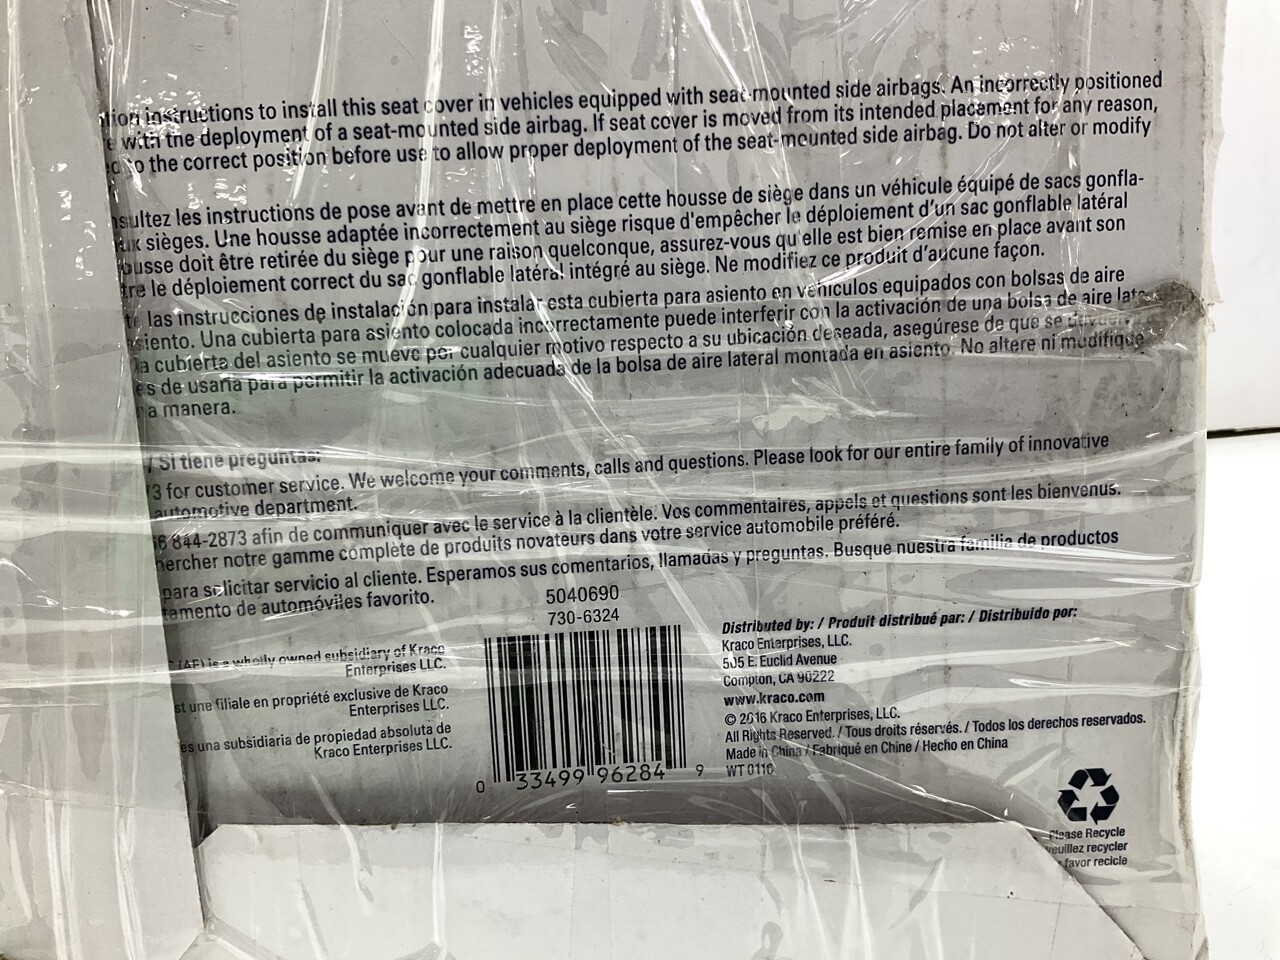 instructions to install this seat cover in vehicles equipped with seat-mounted side airbags. An incorrectly positioned
with the deployment of a seat-mounted side airbag. If seat cover is moved from its intended placement for any reason,
to the correct position before use to allow proper deployment of the seat-mounted side airbag. Do not alter or modify
nsultez les instructions de pose avant de mettre en place cette housse de siège dans un véhicule équipé de sacs gonfla-
ux sièges. Une housse adaptée incorrectement au siège risque d'empêcher le déploiement d'un sac gonflable latéral
ousse doit être retirée du siège pour une raison quelconque, assurez-vous qu'elle est bien remise en place avant son
tre le déploiement correct du sac gonflable latéral intégré au siège. Ne modifiez ce produit d'aucune façon.
las instrucciones de instalación para instalar esta cubierta para asiento en vehículos equipados con bolsas de aire
siento. Una cubierta para asiento colocada incorrectamente puede interferir con la activación de una bolsa de aire late
a cubierta del asiento se mueve por cualquier motivo respecto a su ubicación deseada, asegúrese de que se
s de usarla para permitir la activación adecuada de la bolsa de aire lateral montada en asiento. No altere ni modifique
a manera.
/ Si tiene preguntas:
3 for customer service. We welcome your comments, calls and questions. Please look for our entire family of innovative
automotive department.
6 844-2873 afin de communiquer avec le service à la clientèle. Vos commentaires, appels et questions sont les bienvenus.
hercher notre gamme complète de produits novateurs dans votre service automobile préféré.
para solicitar servicio al cliente. Esperamos sus comentarios, llamadas y preguntas. Busque nuestra familia de productos
tamento de automóviles favorito.
5040690
730-6324
(AF) is a wholly owned subsidiary of Kraco
Enterprises LLC.
st une filiale en propriété exclusive de Kraco
Enterprises LLC.
es una subsidiaria de propiedad absoluta de
Kraco Enterprises LLC.
0 33499 96284 9
Distributed by: / Produit distribué par: / Distribuido por:
Kraco Enterprises, LLC.
505 E. Euclid Avenue
Compton, CA 90222
www.kraco.com
© 2016 Kraco Enterprises, LLC.
All Rights Reserved. / Tous droits réservés. / Todos los derechos reservados.
Made in China / Fabriqué en Chine / Hecho en China
WT 0116
Please Recycle
veuillez recycler
favor recicle